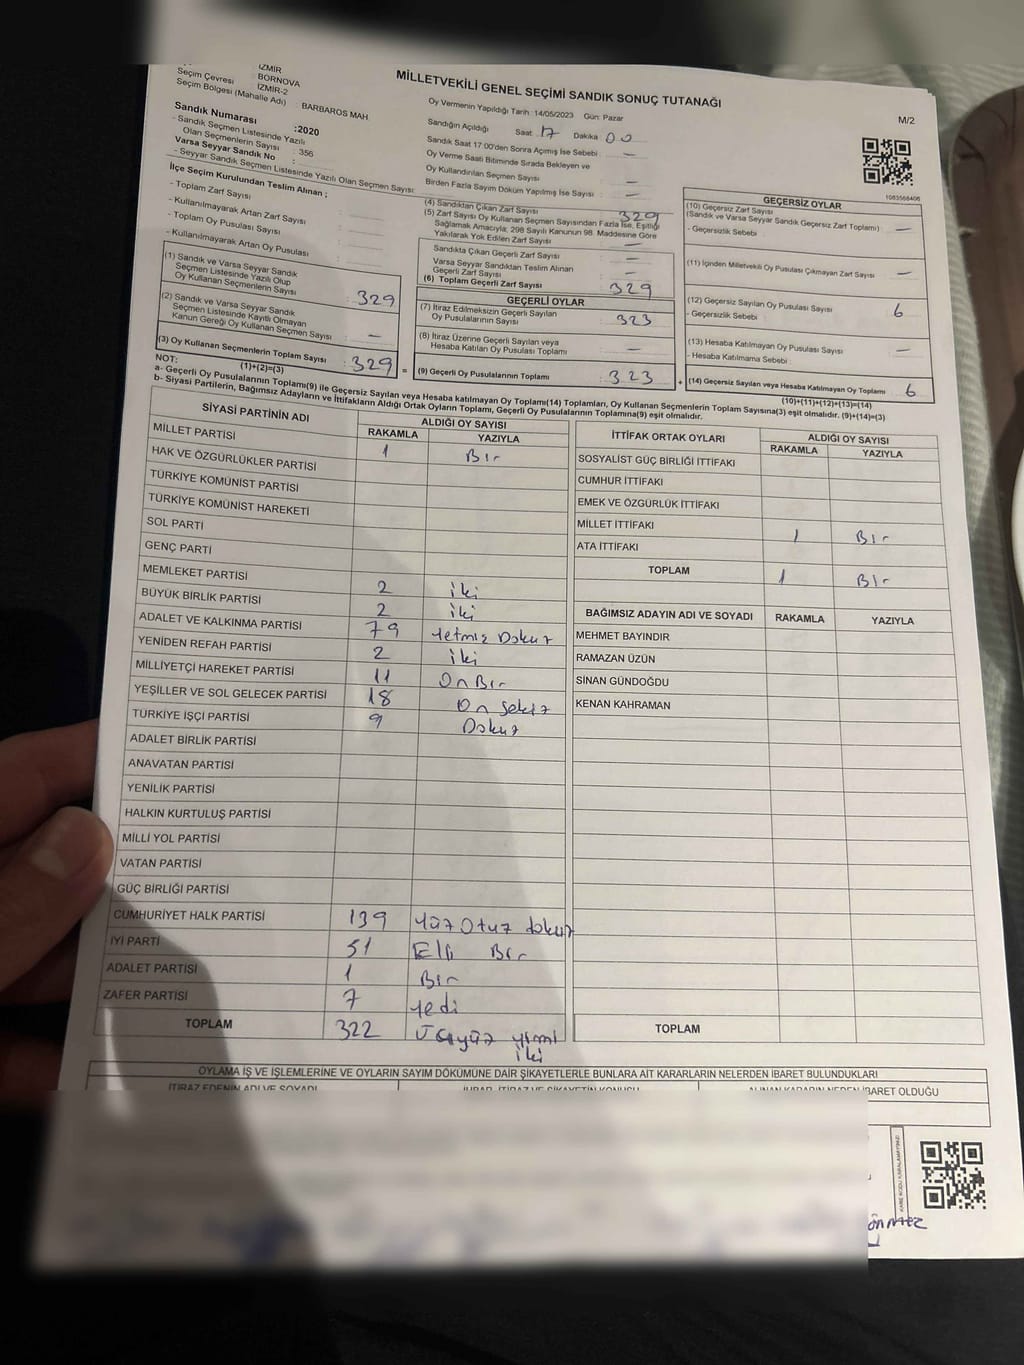 İZMİR
Seçim Çevresi : BORNOVA
İZMİR-2
Seçim Bölgesi (Mahalle Adı) : BARBAROS MAH
MİLLETVEKİLİ GENEL SEÇİMİ SANDIK SONUÇ TUTANAĞI
M/2
1083568406
Sandık Numarası :2020
- Sandık Seçmen Listesinde Yazılı
Olan Seçmenlerin Sayısı : 356
Varsa Seyyar Sandık No :
- Seyyar Sandık Seçmen Listesinde Yazılı Olan Seçmen Sayısı:
Oy Vermenin Yapıldığı Tarih: 14/05/2023 Gün: Pazar
Sandığın Açıldığı Saat 17 Dakika 00
Sandık Saat 17.00'den Sonra Açımış İse Sebebi : —
Oy Verme Saati Bitiminde Sırada Bekleyen ve
Oy Kullandırılan Seçmen Sayısı : —
Birden Fazla Sayım Döküm Yapılmış İse Sayısı : —
İlçe Seçim Kurulundan Teslim Alınan ;
- Toplam Zarf Sayısı :
- Kullanılmayarak Artan Zarf Sayısı :
- Toplam Oy Pusulası Sayısı :
- Kullanılmayarak Artan Oy Pusulası :
(1) Sandık ve Varsa Seyyar Sandık
Seçmen Listesinde Yazılı Olup
Oy Kullanan Seçmenlerin Sayısı : 329
(2) Sandık ve Varsa Seyyar Sandık
Seçmen Listesinde Kayıtlı Olmayan
Kanun Gereği Oy Kullanan Seçmen Sayısı : —
(3) Oy Kullanan Seçmenlerin Toplam Sayısı : 329
(1)+(2)=(3)
(4) Sandıktan Çıkan Zarf Sayısı : 329
(5) Zarf Sayısı Oy Kullanan Seçmen Sayısından Fazla İse, Eşitliği
Sağlamak Amacıyla, 298 Sayılı Kanunun 98. Maddesine Göre
Yakılarak Yok Edilen Zarf Sayısı : —
Sandıkta Çıkan Geçerli Zarf Sayısı : —
Varsa Seyyar Sandıktan Teslim Alınan
Geçerli Zarf Sayısı : —
(6) Toplam Geçerli Zarf Sayısı : 329
GEÇERLİ OYLAR
(7) İtiraz Edilmeksizin Geçerli Sayılan
Oy Pusulalarının Sayısı : 323
(8) İtiraz Üzerine Geçerli Sayılan veya
Hesaba Katılan Oy Pusulası Toplamı : —
= (9) Geçerli Oy Pusulalarının Toplamı : 323
GEÇERSİZ OYLAR
(10) Geçersiz Zarf Sayısı
(Sandık ve Varsa Seyyar Sandık Geçersiz Zarf Toplamı) : —
- Geçersizlik Sebebi :
(11) İçinden Milletvekili Oy Pusulası Çıkmayan Zarf Sayısı : —
(12) Geçersiz Sayılan Oy Pusulası Sayısı : 6
- Geçersizlik Sebebi :
(13) Hesaba Katılmayan Oy Pusulası Sayısı : —
- Hesaba Katılmama Sebebi :
+ (14) Geçersiz Sayılan veya Hesaba Katılmayan Oy Toplamı : 6
(10)+(11)+(12)+(13)=(14)
NOT:
a- Geçerli Oy Pusulalarının Toplamı(9) ile Geçersiz Sayılan veya Hesaba katılmayan Oy Toplamı(14) Toplamları, Oy Kullanan Seçmenlerin Toplam Sayısına(3) eşit olmalıdır. (9)+(14)=(3)
b- Siyasi Partilerin, Bağımsız Adayların ve İttifakların Aldığı Ortak Oyların Toplamı, Geçerli Oy Pusulalarının Toplamına(9) eşit olmalıdır.
SİYASİ PARTİNİN ADI ALDIĞI OY SAYISI
RAKAMLA YAZIYLA
MİLLET PARTİSİ 1 Bir
HAK VE ÖZGÜRLÜKLER PARTİSİ
TÜRKİYE KOMÜNİST PARTİSİ
TÜRKİYE KOMÜNİST HAREKETİ
SOL PARTİ
GENÇ PARTİ
MEMLEKET PARTİSİ 2 iki
BÜYÜK BİRLİK PARTİSİ 2 iki
ADALET VE KALKINMA PARTİSİ 79 Yetmiz Dokuz
YENİDEN REFAH PARTİSİ 2 iki
MİLLİYETÇİ HAREKET PARTİSİ 11 OnBir
YEŞİLLER VE SOL GELECEK PARTİSİ 18 On Sekiz
TÜRKİYE İŞÇİ PARTİSİ 9 Dokuz
ADALET BİRLİK PARTİSİ
ANAVATAN PARTİSİ
YENİLİK PARTİSİ
HALKIN KURTULUŞ PARTİSİ
MİLLİ YOL PARTİSİ
VATAN PARTİSİ
GÜÇ BİRLİĞİ PARTİSİ
CUMHURİYET HALK PARTİSİ 139 Yüz Otuz dokuz
İYİ PARTİ 51 Elli Bir
ADALET PARTİSİ 1 Bir
ZAFER PARTİSİ 7 Yedi
TOPLAM 322 Üçyüz yimi
iki
İTTİFAK ORTAK OYLARI ALDIĞI OY SAYISI
RAKAMLA YAZIYLA
SOSYALİST GÜÇ BİRLİĞİ İTTİFAKI
CUMHUR İTTİFAKI
EMEK VE ÖZGÜRLÜK İTTİFAKI
MİLLET İTTİFAKI 1 Bir
ATA İTTİFAKI
TOPLAM 1 Bir
BAĞIMSIZ ADAYIN ADI VE SOYADI RAKAMLA YAZIYLA
MEHMET BAYINDIR
RAMAZAN ÜZÜN
SİNAN GÜNDOĞDU
KENAN KAHRAMAN
TOPLAM
OYLAMA İŞ VE İŞLEMLERİNE VE OYLARIN SAYIM DÖKÜMÜNE DAİR ŞİKAYETLERLE BUNLARA AİT KARARLARIN NELERDEN İBARET BULUNDUKLARI
İTİRAZ EDENİN ADI VE SOYADI
İBARET OLDUĞU